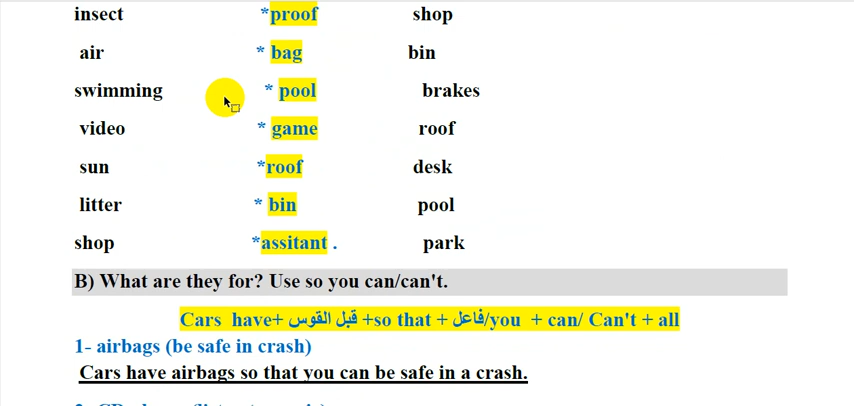 insect *proof shop
air * bag bin
swimming * pool brakes
video * game roof
sun *roof desk
litter * bin pool
shop *assitant . park
B) What are they for? Use so you can/can't.
Cars have+ قبل القوس +so that + فاعل/you + can/ Can't + all
1- airbags (be safe in crash)
Cars have airbags so that you can be safe in a crash.